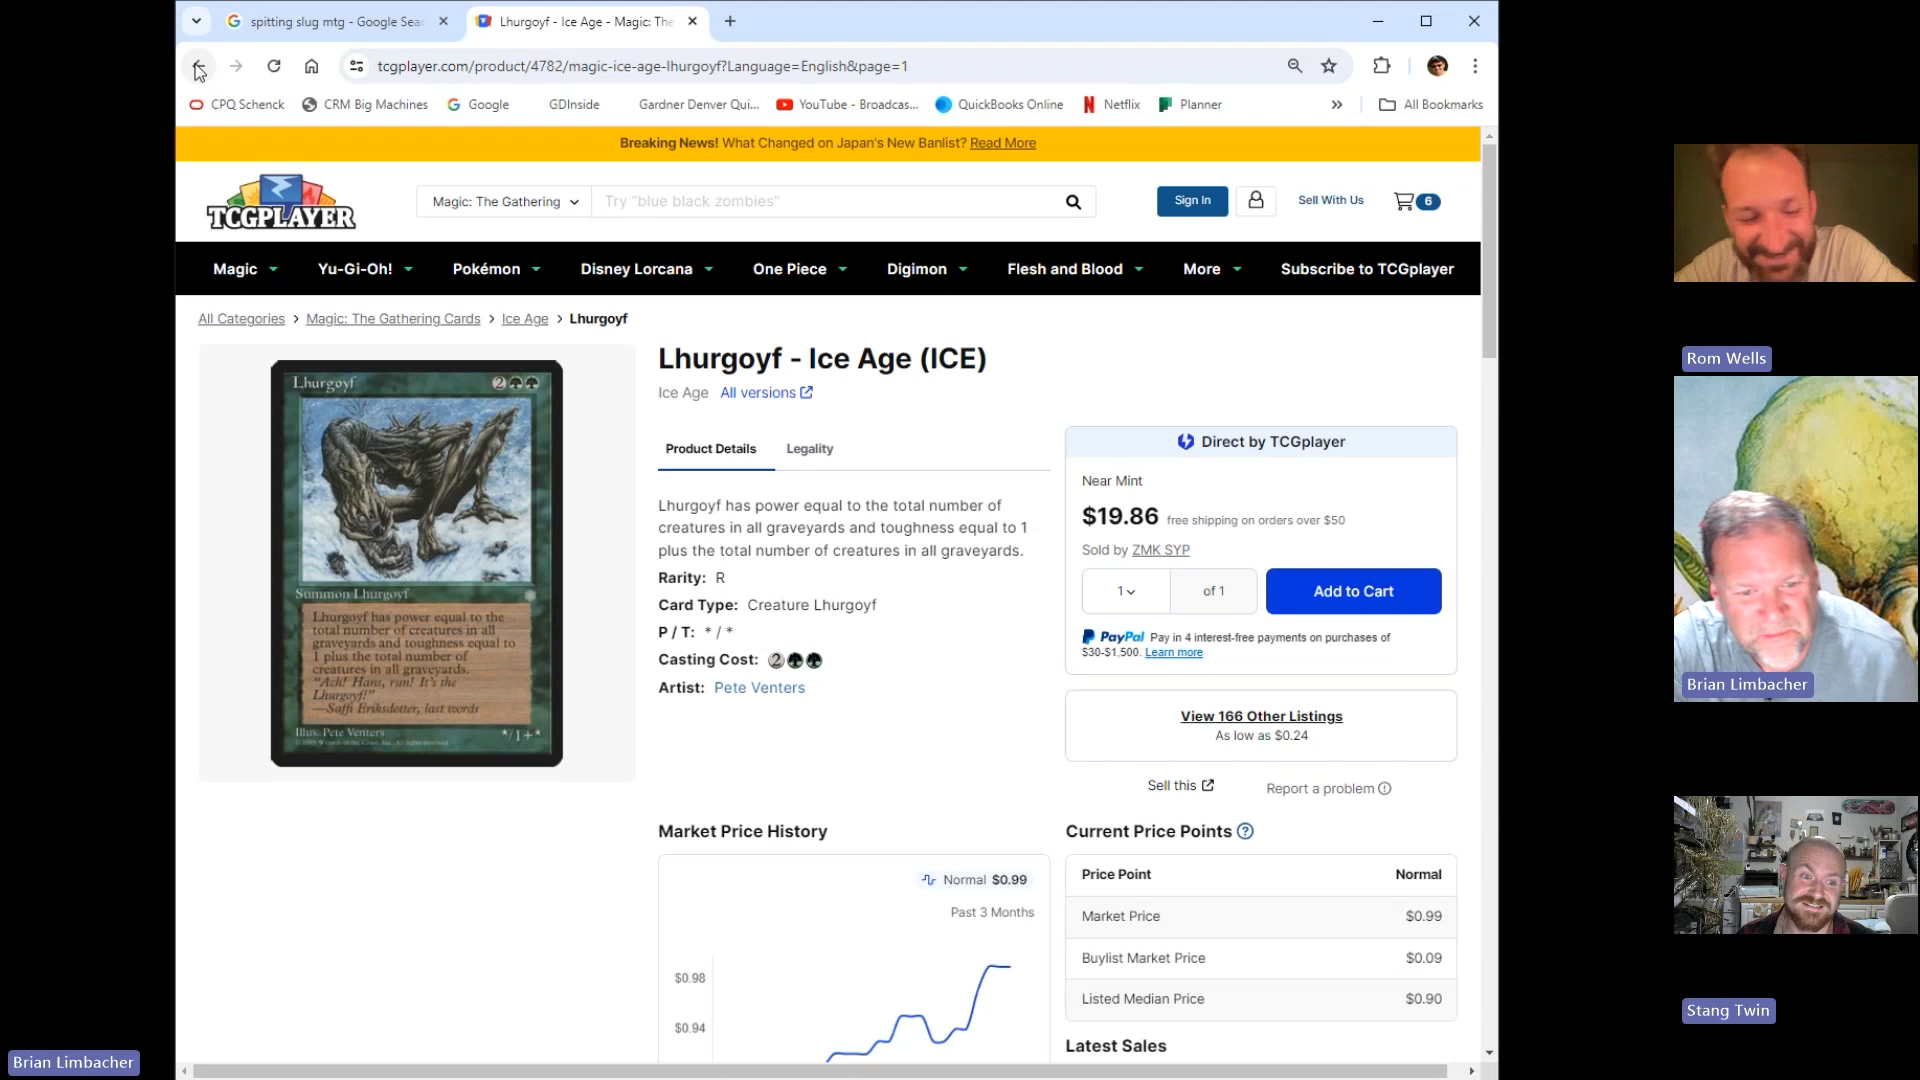 spitting slug mtg - Google Sear
Lhurgoyf - Ice Age - Magic: The
tcgplayer.com/product/4782/magic-ice-age-lhurgoyf?Language=English&page=1
CPQ Schenck
CRM Big Machines
Google
GDInside
Gardner Denver Qui...
YouTube - Broadcas...
QuickBooks Online
Netflix
Planner
All Bookmarks
Breaking News! What Changed on Japan's New Banlist? Read More
TCGPLAYER
Magic: The Gathering
Try "blue black zombies"
Sign In
Sell With Us
6
Magic
Yu-Gi-Oh!
Pokémon
Disney Lorcana
One Piece
Digimon
Flesh and Blood
More
Subscribe to TCGplayer
All Categories > Magic: The Gathering Cards > Ice Age > Lhurgoyf
Lhurgoyf 2
Summon Lhurgoyf
Lhurgoyf has power equal to the
total number of creatures in all
graveyards and toughness equal to
1 plus the total number of
creatures in all graveyards.
"Ach! Hans, run! It's the
Lhurgoyf!"
—Saffi Eriksdotter, last words
Illus. Pete Venters
*/1+*
Lhurgoyf - Ice Age (ICE)
Ice Age All versions
Product Details
Legality
Lhurgoyf has power equal to the total number of
creatures in all graveyards and toughness equal to 1
plus the total number of creatures in all graveyards.
Rarity: R
Card Type: Creature Lhurgoyf
P / T: * / *
Casting Cost: 2
Artist: Pete Venters
Direct by TCGplayer
Near Mint
$19.86 free shipping on orders over $50
Sold by ZMK SYP
1
of 1
Add to Cart
PayPal Pay in 4 interest-free payments on purchases of
$30-$1,500. Learn more
View 166 Other Listings
As low as $0.24
Sell this
Report a problem
Market Price History
Normal $0.99
Past 3 Months
$0.98
$0.94
Current Price Points
Price Point Normal
Market Price $0.99
Buylist Market Price $0.09
Listed Median Price $0.90
Latest Sales
Rom Wells
Brian Limbacher
Stang Twin
Brian Limbacher